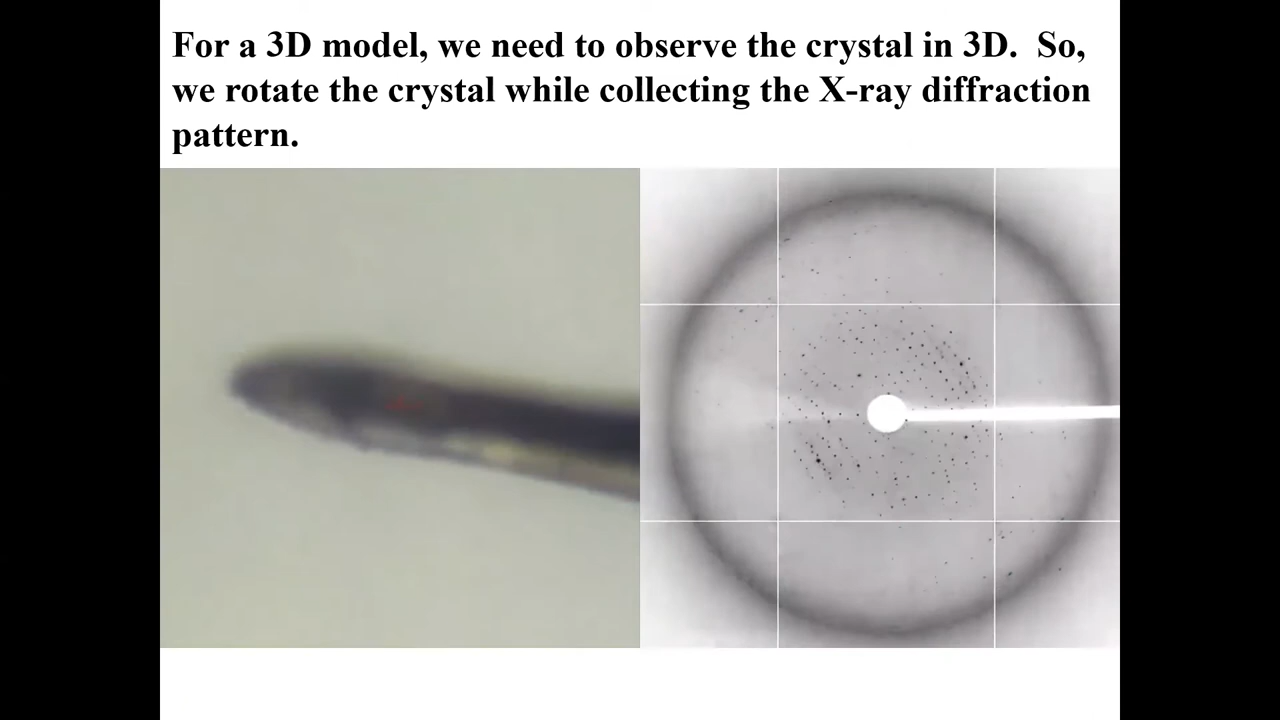 For a 3D model, we need to observe the crystal in 3D.  So,
we rotate the crystal while collecting the X-ray diffraction
pattern.